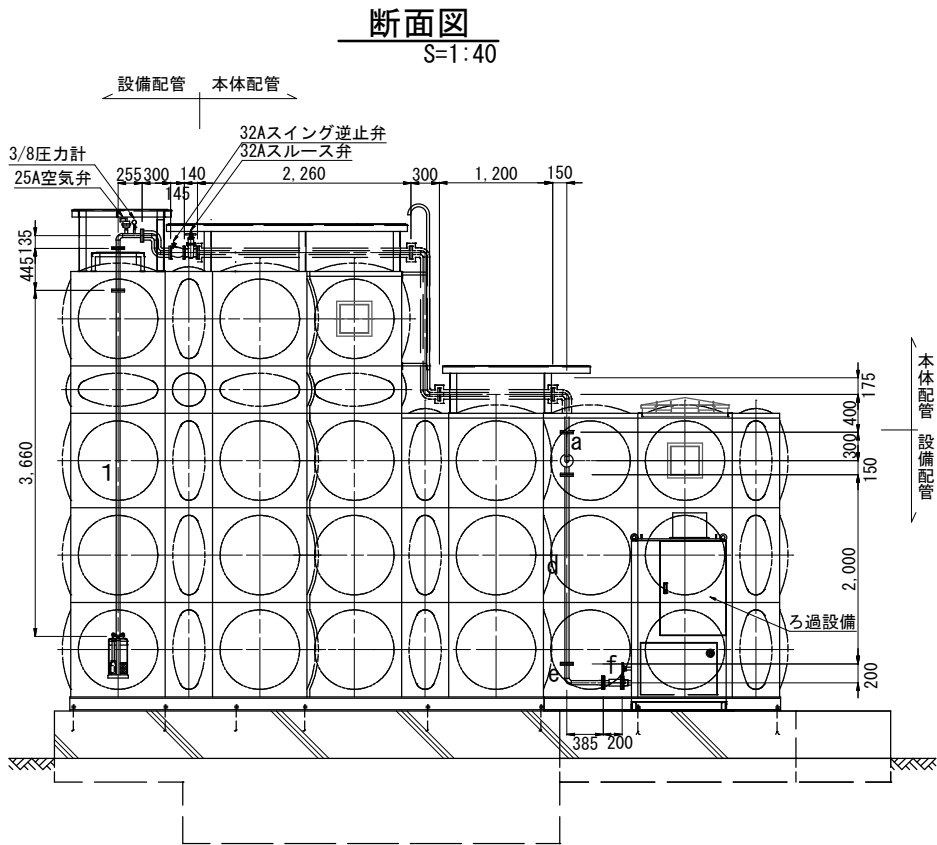 断面図
S=1:40
設備配管 本体配管
32Aスイング逆止弁
32Aスルース弁
3/8圧力計
25A空気弁
255 300 145 140 2,260 300 1,200 150
135
445
3,660
1
175
400
300
150
2,000
200
本体配管
設備配管
a
d
e
f
ろ過設備
385 200